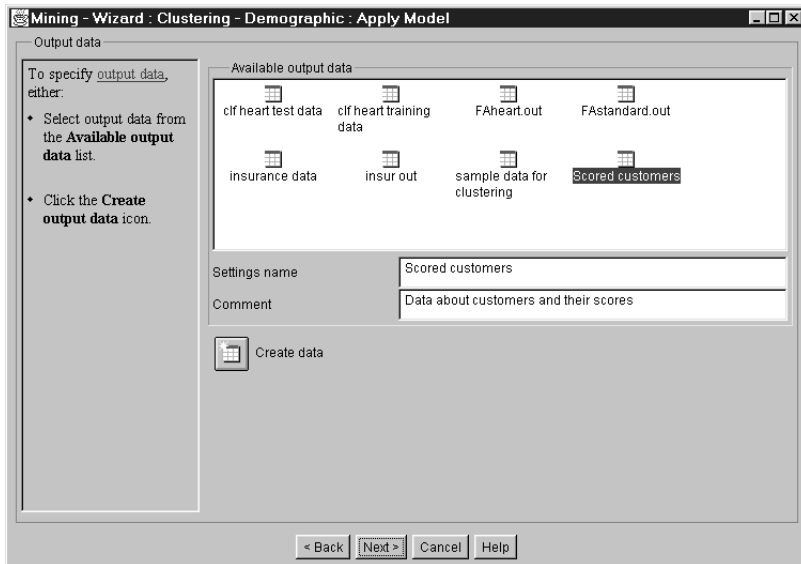 Mining - Wizard : Clustering - Demographic : Apply Model
Output data
To specify output data,
either:
• Select output data from
the Available output
data list.
• Click the Create
output data icon.
Available output data
clf heart test data
clf heart training
data
FAheart.out
FAstandard.out
insurance data
insur out
sample data for
clustering
Scored customers
Settings name
Scored customers
Comment
Data about customers and their scores
Create data
< Back
Next >
Cancel
Help